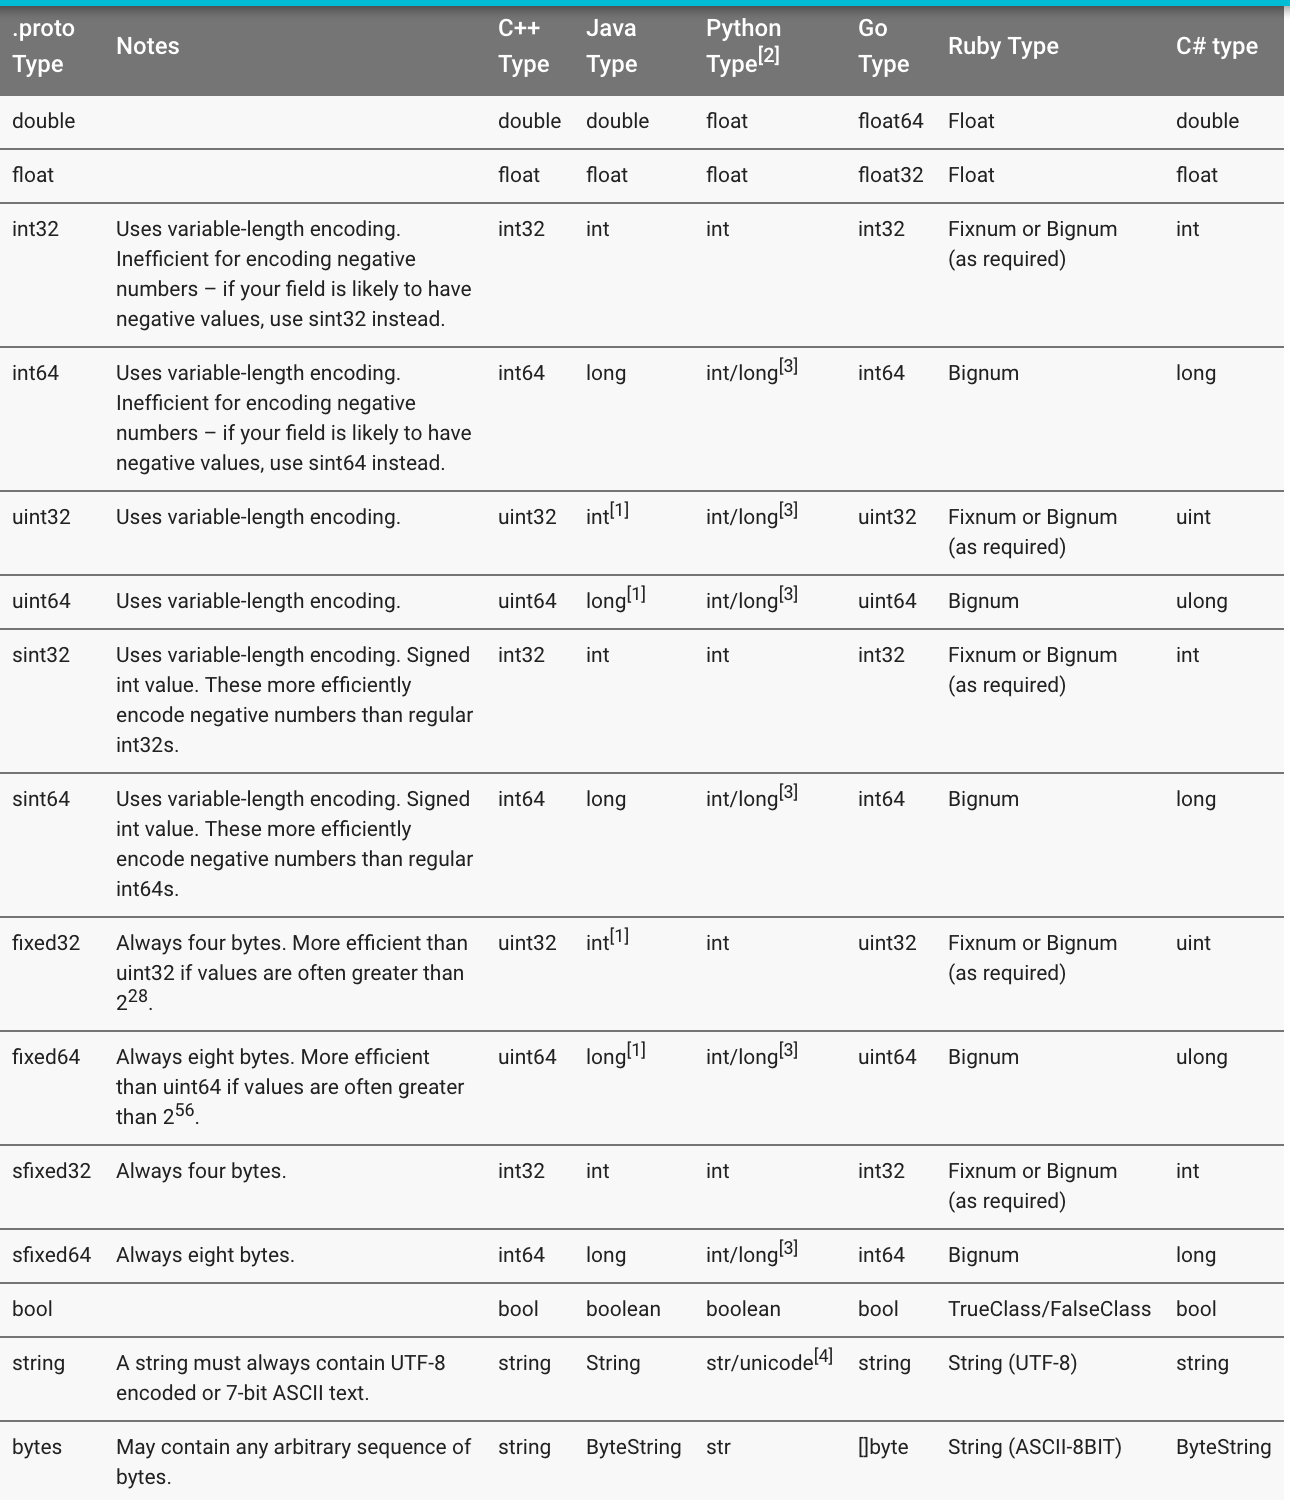 .proto Type | Notes | C++ Type | Java Type | Python Type[2] | Go Type | Ruby Type | C# type
double | | double | double | float | float64 | Float | double
float | | float | float | float | float32 | Float | float
int32 | Uses variable-length encoding. Inefficient for encoding negative numbers – if your field is likely to have negative values, use sint32 instead. | int32 | int | int | int32 | Fixnum or Bignum (as required) | int
int64 | Uses variable-length encoding. Inefficient for encoding negative numbers – if your field is likely to have negative values, use sint64 instead. | int64 | long | int/long[3] | int64 | Bignum | long
uint32 | Uses variable-length encoding. | uint32 | int[1] | int/long[3] | uint32 | Fixnum or Bignum (as required) | uint
uint64 | Uses variable-length encoding. | uint64 | long[1] | int/long[3] | uint64 | Bignum | ulong
sint32 | Uses variable-length encoding. Signed int value. These more efficiently encode negative numbers than regular int32s. | int32 | int | int | int32 | Fixnum or Bignum (as required) | int
sint64 | Uses variable-length encoding. Signed int value. These more efficiently encode negative numbers than regular int64s. | int64 | long | int/long[3] | int64 | Bignum | long
fixed32 | Always four bytes. More efficient than uint32 if values are often greater than 2^28. | uint32 | int[1] | int | uint32 | Fixnum or Bignum (as required) | uint
fixed64 | Always eight bytes. More efficient than uint64 if values are often greater than 2^56. | uint64 | long[1] | int/long[3] | uint64 | Bignum | ulong
sfixed32 | Always four bytes. | int32 | int | int | int32 | Fixnum or Bignum (as required) | int
sfixed64 | Always eight bytes. | int64 | long | int/long[3] | int64 | Bignum | long
bool | | bool | boolean | boolean | bool | TrueClass/FalseClass | bool
string | A string must always contain UTF-8 encoded or 7-bit ASCII text. | string | String | str/unicode[4] | string | String (UTF-8) | string
bytes | May contain any arbitrary sequence of bytes. | string | ByteString | str | []byte | String (ASCII-8BIT) | ByteString